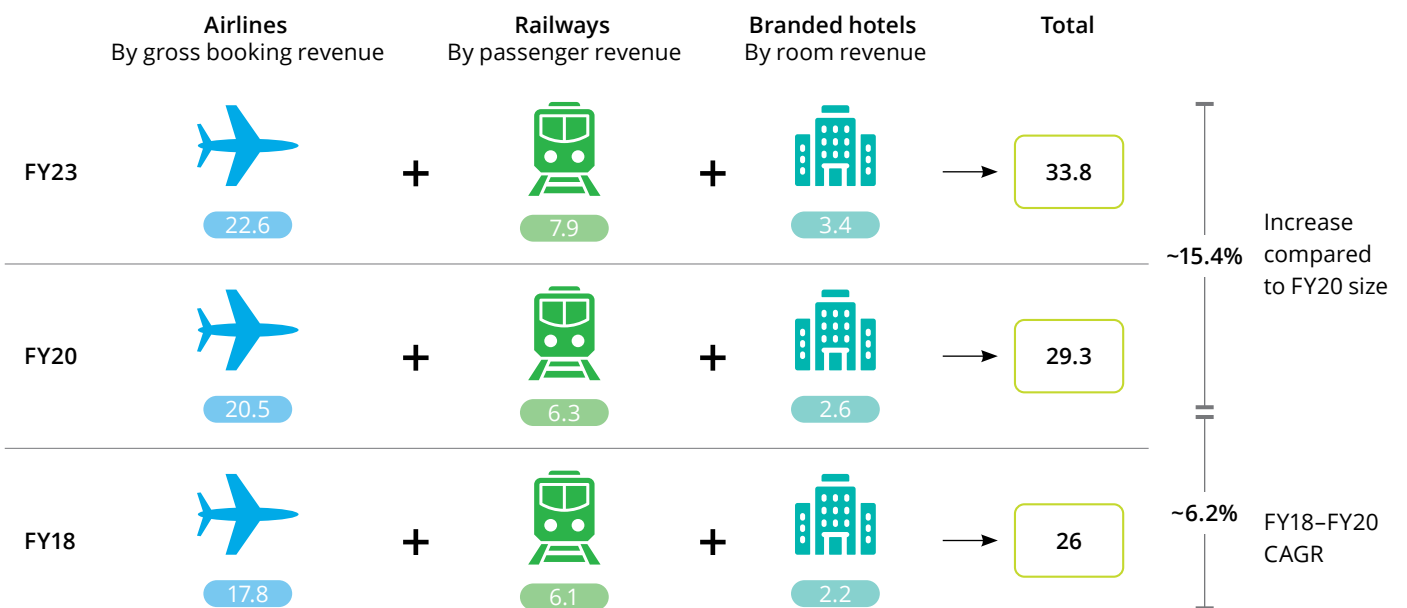 Airlines
By gross booking revenue
Railways
By passenger revenue
Branded hotels
By room revenue
Total
FY23
22.6
+
7.9
+
3.4
33.8
FY20
20.5
+
6.3
+
2.6
29.3
FY18
17.8
+
6.1
+
2.2
26
~15.4%
Increase
compared
to FY20 size
~6.2%
FY18–FY20
CAGR